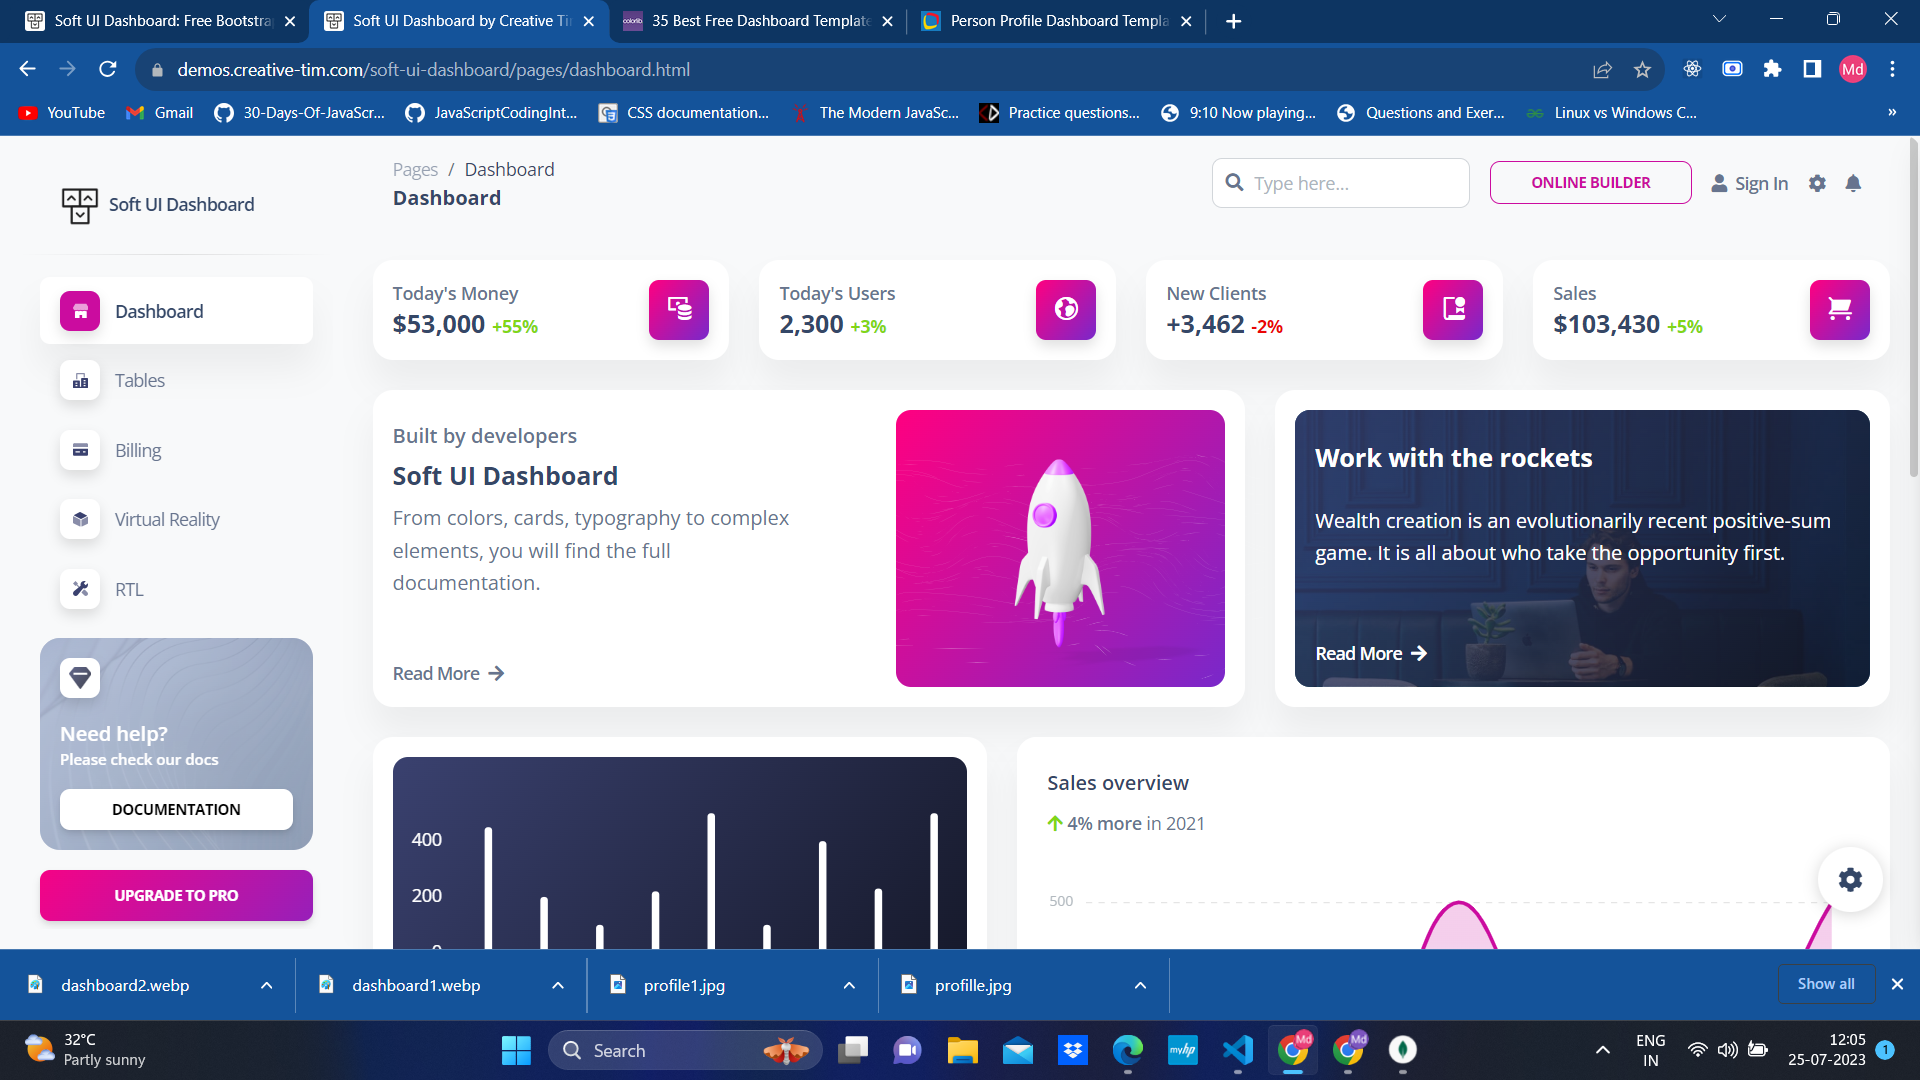 Soft UI Dashboard: Free Bootstra
Soft UI Dashboard by Creative Ti
colorlib
35 Best Free Dashboard Template
Person Profile Dashboard Templa
demos.creative-tim.com/soft-ui-dashboard/pages/dashboard.html
Md
YouTube
Gmail
30-Days-Of-JavaScr...
JavaScriptCodingInt...
CSS documentation...
The Modern JavaSc...
Practice questions...
9:10 Now playing...
Questions and Exer...
Linux vs Windows C...
»
Soft UI Dashboard
Dashboard
Tables
Billing
Virtual Reality
RTL
Need help?
Please check our docs
DOCUMENTATION
UPGRADE TO PRO
Pages / Dashboard
Dashboard
Type here...
ONLINE BUILDER
Sign In
Today's Money
$53,000 +55%
Today's Users
2,300 +3%
New Clients
+3,462 -2%
Sales
$103,430 +5%
Built by developers
Soft UI Dashboard
From colors, cards, typography to complex
elements, you will find the full
documentation.
Read More
Work with the rockets
Wealth creation is an evolutionarily recent positive-sum
game. It is all about who take the opportunity first.
Read More
400
200
0
Sales overview
4% more in 2021
500
dashboard2.webp
dashboard1.webp
profile1.jpg
profille.jpg
Show all
32°C
Partly sunny
Search
myhp
Md
Md
ENG
IN
12:05
25-07-2023
1